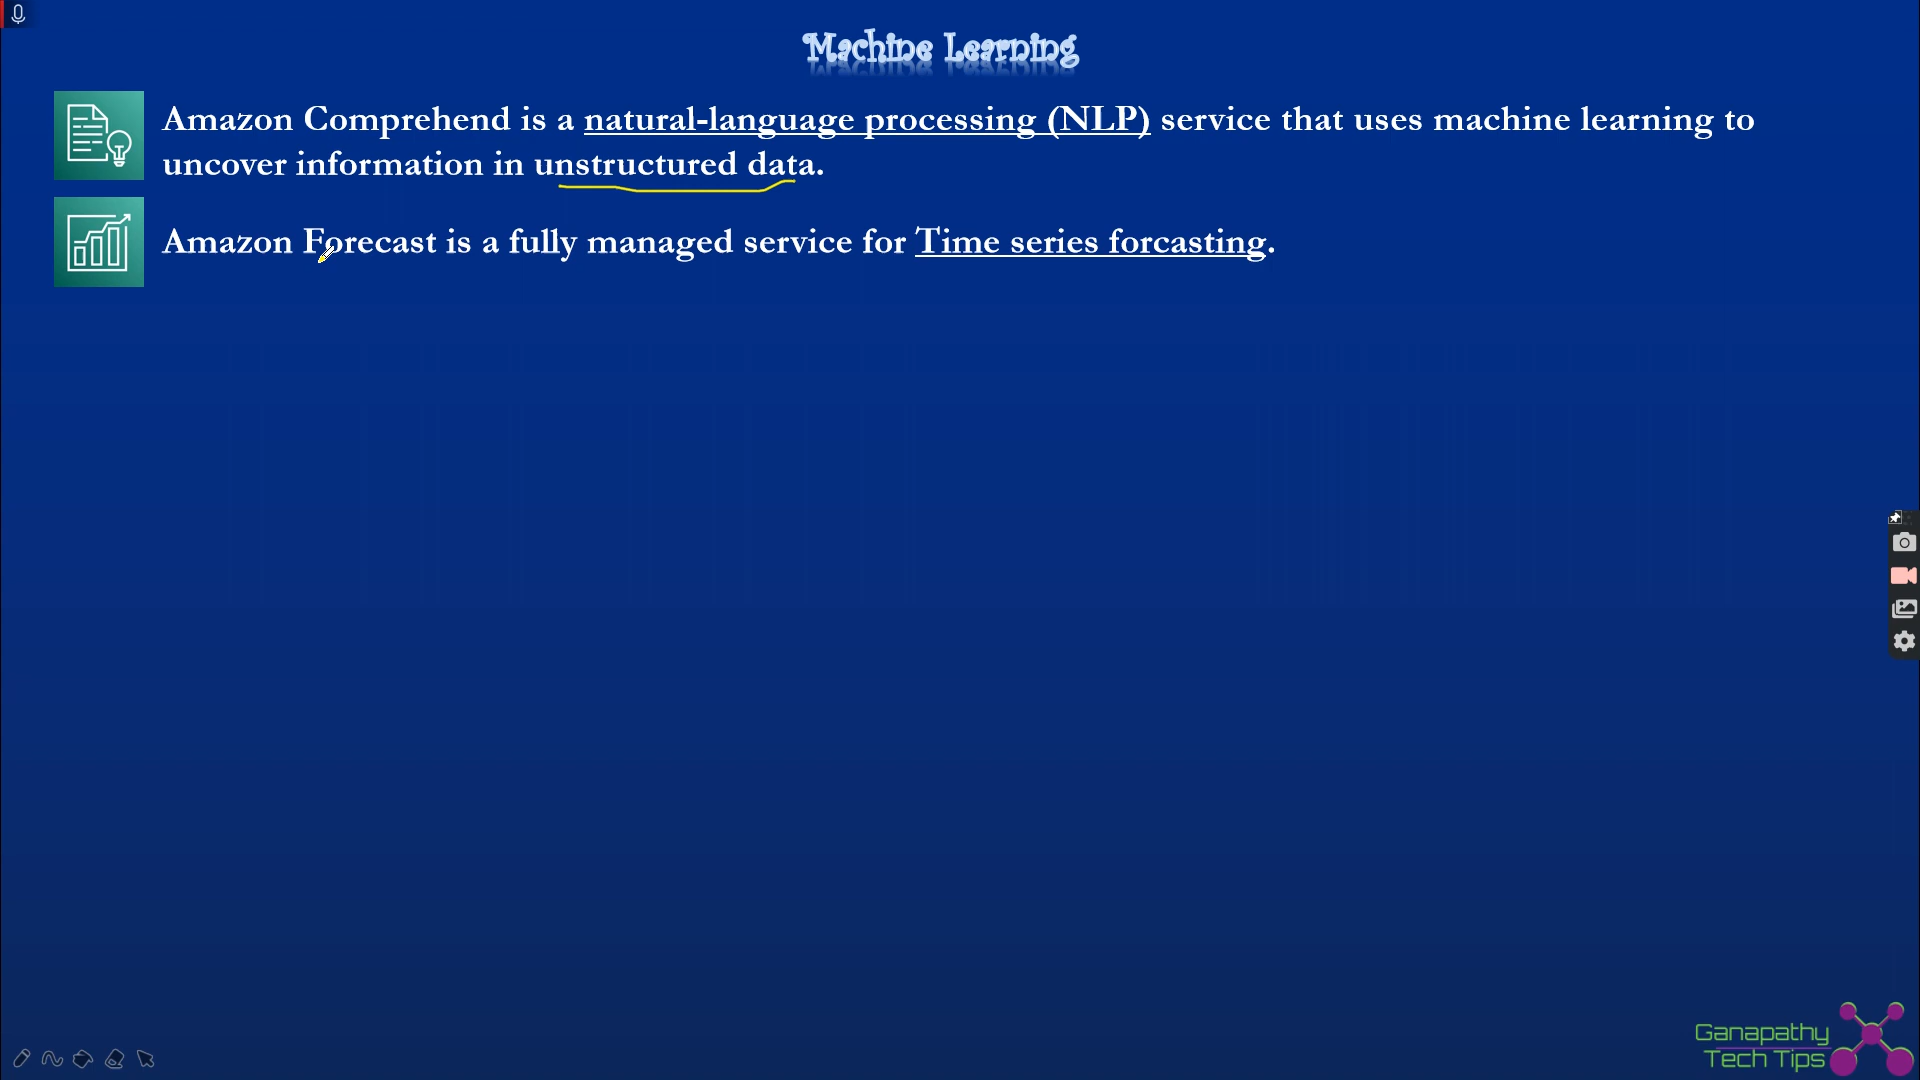 Machine Learning
Amazon Comprehend is a natural-language processing (NLP) service that uses machine learning to
uncover information in unstructured data.
Amazon Forecast is a fully managed service for Time series forcasting.
Ganapathy
Tech Tips